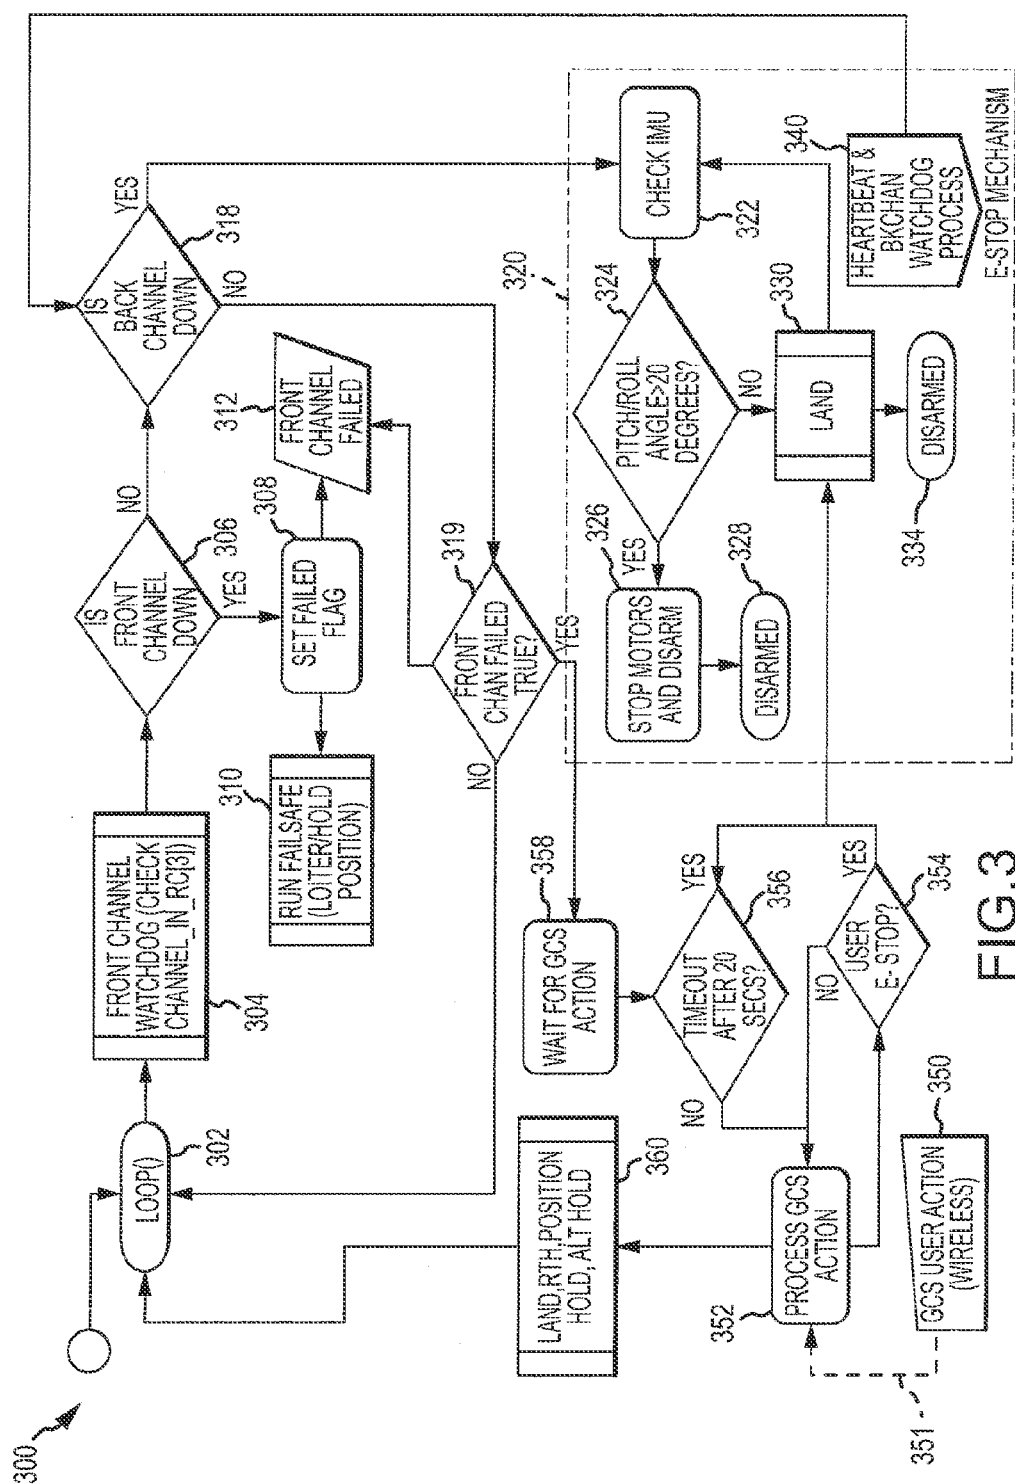 300
LOOP()
302
FRONT CHANNEL
WATCHDOG (CHECK
CHANNEL_IN_RC[3])
304
IS
FRONT
CHANNEL
DOWN
306
NO
YES
IS
BACK
CHANNEL
DOWN
318
YES
NO
SET FAILED
FLAG
308
RUN FAILSAFE
(LOITER/HOLD
POSITION)
310
FRONT
CHANNEL
FAILED
312
FRONT
CHAN FAILED
TRUE?
319
NO
YES
320
CHECK IMU
322
PITCH/ROLL
ANGLE>20
DEGREES?
324
YES
NO
STOP MOTORS
AND DISARM
326
DISARMED
328
LAND
330
DISARMED
334
HEARTBEAT &
BKCHAN
WATCHDOG
PROCESS
340
E-STOP MECHANISM
WAIT FOR GCS
ACTION
358
TIMEOUT
AFTER 20
SECS?
356
YES
NO
USER
E- STOP?
354
YES
NO
LAND,RTH,POSITION
HOLD, ALT HOLD
360
PROCESS GCS
ACTION
352
GCS USER ACTION
(WIRELESS)
350
351
FIG.3